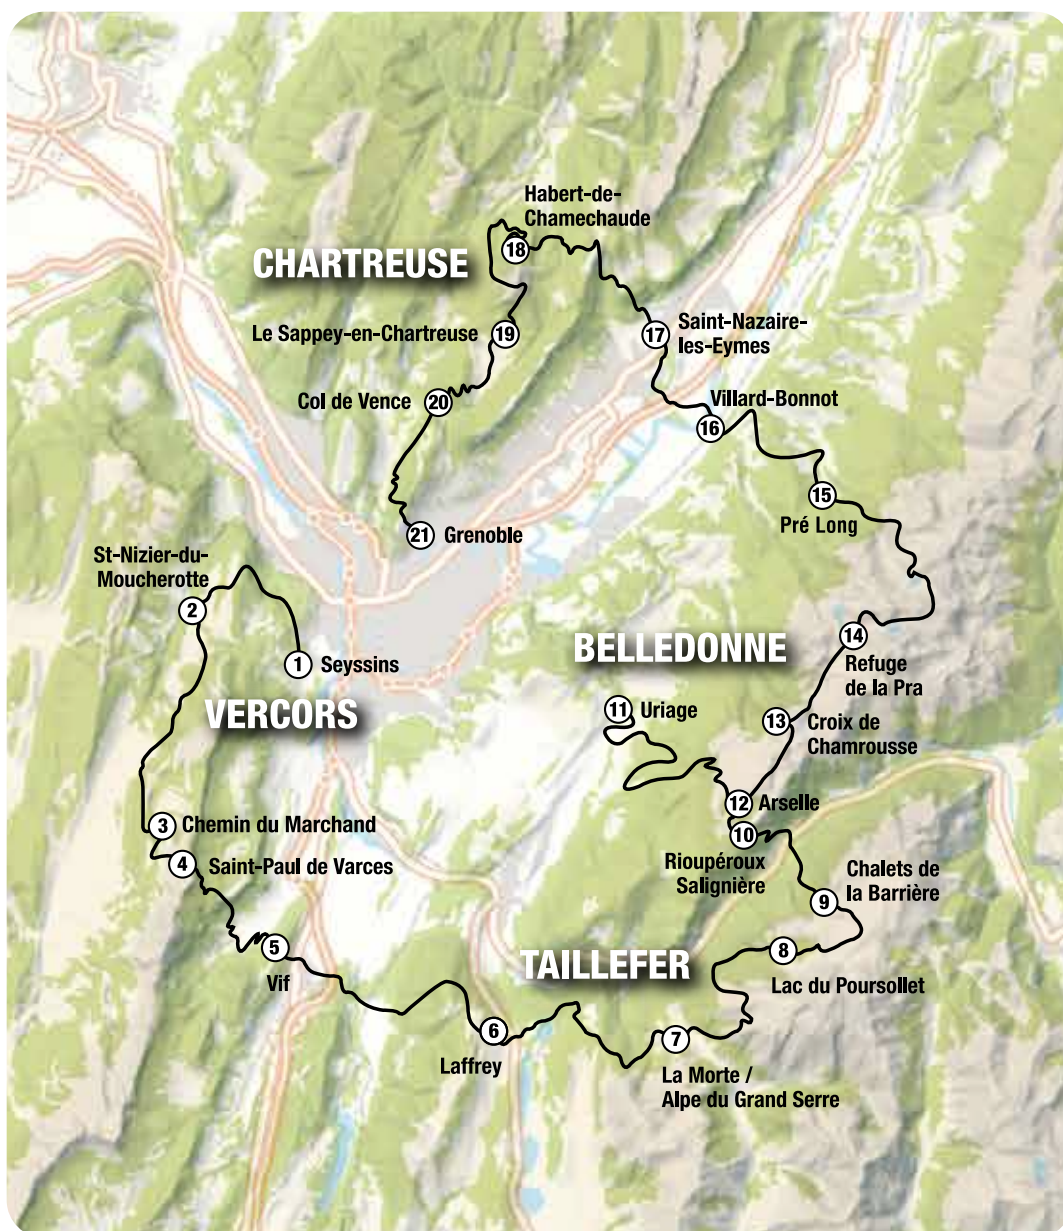 Habert-de-
Chamechaude
18
CHARTREUSE
Le Sappey-en-Chartreuse
19
17
Saint-Nazaire-
les-Eymes
Col de Vence
20
Villard-Bonnot
16
15
Pré Long
21
Grenoble
St-Nizier-du-
Moucherotte
2
1
Seyssins
VERCORS
BELLEDONNE
14
Refuge
de la Pra
11
Uriage
13
Croix de
Chamrousse
12
Arselle
10
Rioupéroux
Salignière
3
Chemin du Marchand
4
Saint-Paul de Varces
Chalets de
la Barrière
9
5
Vif
TAILLEFER
8
Lac du Poursollet
6
Laffrey
7
La Morte /
Alpe du Grand Serre